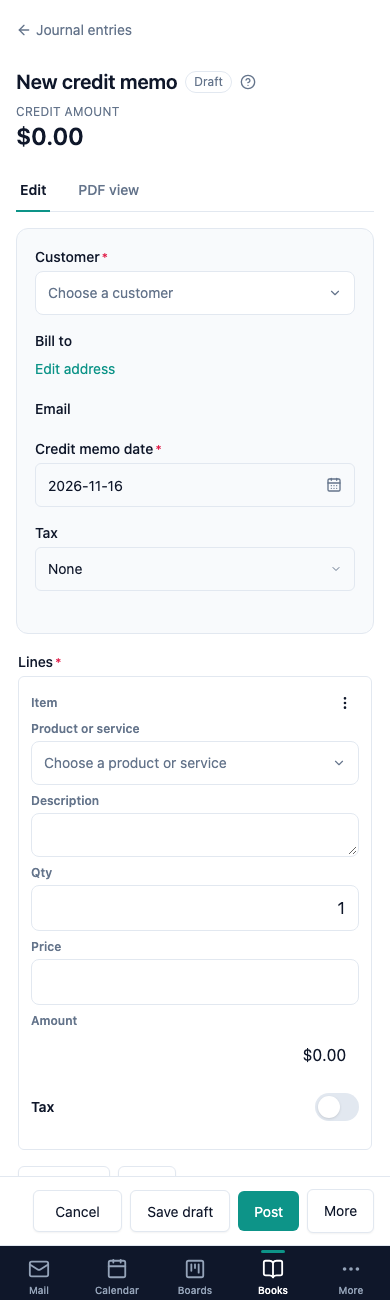 Journal entries
New credit memo Draft
CREDIT AMOUNT
$0.00
Edit PDF view
Customer*
Choose a customer
Bill to
Edit address
Email
Credit memo date*
2026-11-16
Tax
None
Lines*
Item
Product or service
Choose a product or service
Description
Qty
1
Price
Amount
$0.00
Tax
Cancel Save draft Post More
Mail Calendar Boards Books More